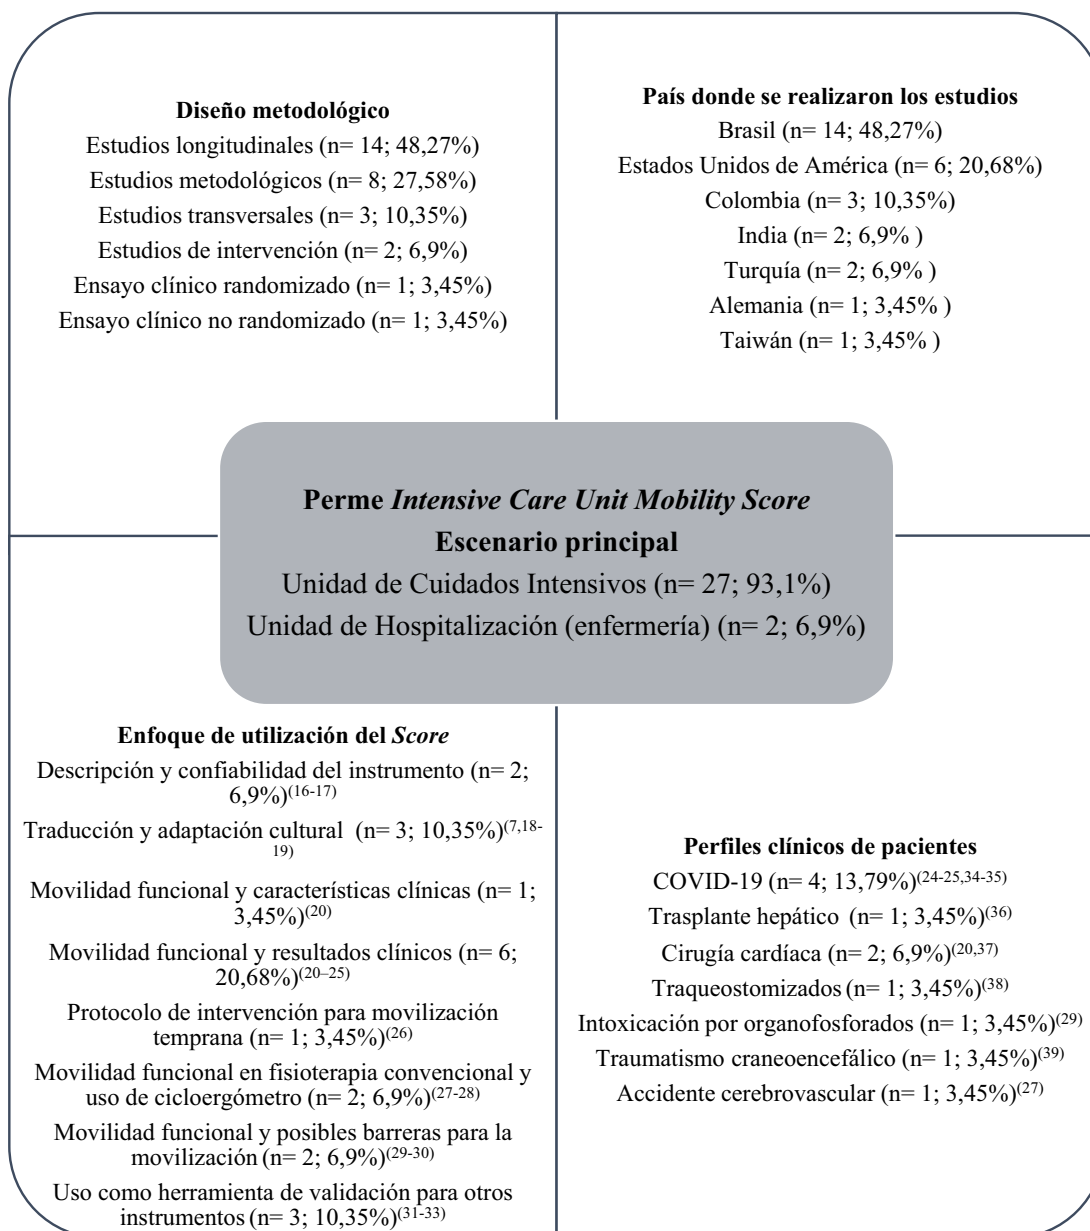 Diseño metodológico
Estudios longitudinales (n= 14; 48,27%)
Estudios metodológicos (n= 8; 27,58%)
Estudios transversales (n= 3; 10,35%)
Estudios de intervención (n= 2; 6,9%)
Ensayo clínico randomizado (n= 1; 3,45%)
Ensayo clínico no randomizado (n= 1; 3,45%)
País donde se realizaron los estudios
Brasil (n= 14; 48,27%)
Estados Unidos de América (n= 6; 20,68%)
Colombia (n= 3; 10,35%)
India (n= 2; 6,9% )
Turquía (n= 2; 6,9% )
Alemania (n= 1; 3,45% )
Taiwán (n= 1; 3,45% )
Perme Intensive Care Unit Mobility Score
Escenario principal
Unidad de Cuidados Intensivos (n= 27; 93,1%)
Unidad de Hospitalización (enfermería) (n= 2; 6,9%)
Enfoque de utilización del Score
Descripción y confiabilidad del instrumento (n= 2;
6,9%)(16-17)
Traducción y adaptación cultural (n= 3; 10,35%)(7,18-
19)
Movilidad funcional y características clínicas (n= 1;
3,45%)(20)
Movilidad funcional y resultados clínicos (n= 6;
20,68%)(20–25)
Protocolo de intervención para movilización
temprana (n= 1; 3,45%)(26)
Movilidad funcional en fisioterapia convencional y
uso de cicloergómetro (n= 2; 6,9%)(27-28)
Movilidad funcional y posibles barreras para la
movilización (n= 2; 6,9%)(29-30)
Uso como herramienta de validación para otros
instrumentos (n= 3; 10,35%)(31-33)
Perfiles clínicos de pacientes
COVID-19 (n= 4; 13,79%)(24-25,34-35)
Trasplante hepático (n= 1; 3,45%)(36)
Cirugía cardíaca (n= 2; 6,9%)(20,37)
Traqueostomizados (n= 1; 3,45%)(38)
Intoxicación por organofosforados (n= 1; 3,45%)(29)
Traumatismo craneoencefálico (n= 1; 3,45%)(39)
Accidente cerebrovascular (n= 1; 3,45%)(27)